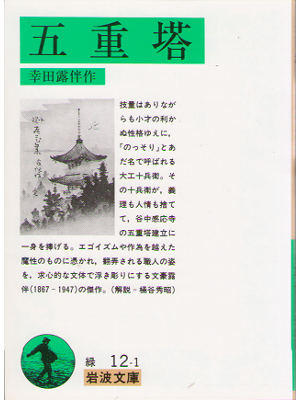 五重塔
幸田露伴作
技量はありなが
らも小才の利か
ぬ性格ゆえに,
「のっそり」とあ
だ名で呼ばれる
大工十兵衛. そ
の十兵衛が, 義
理も人情も捨て
て, 谷中感応寺
の五重塔建立に
一身を捧げる. エゴイズムや作為を越えた
魔性のものに憑かれ, 翻弄される職人の姿
を, 求心的な文体で浮き彫りにする文豪露
伴(1867‐1947)の傑作. (解説‐桶谷秀昭)
緑 12-1
岩波文庫